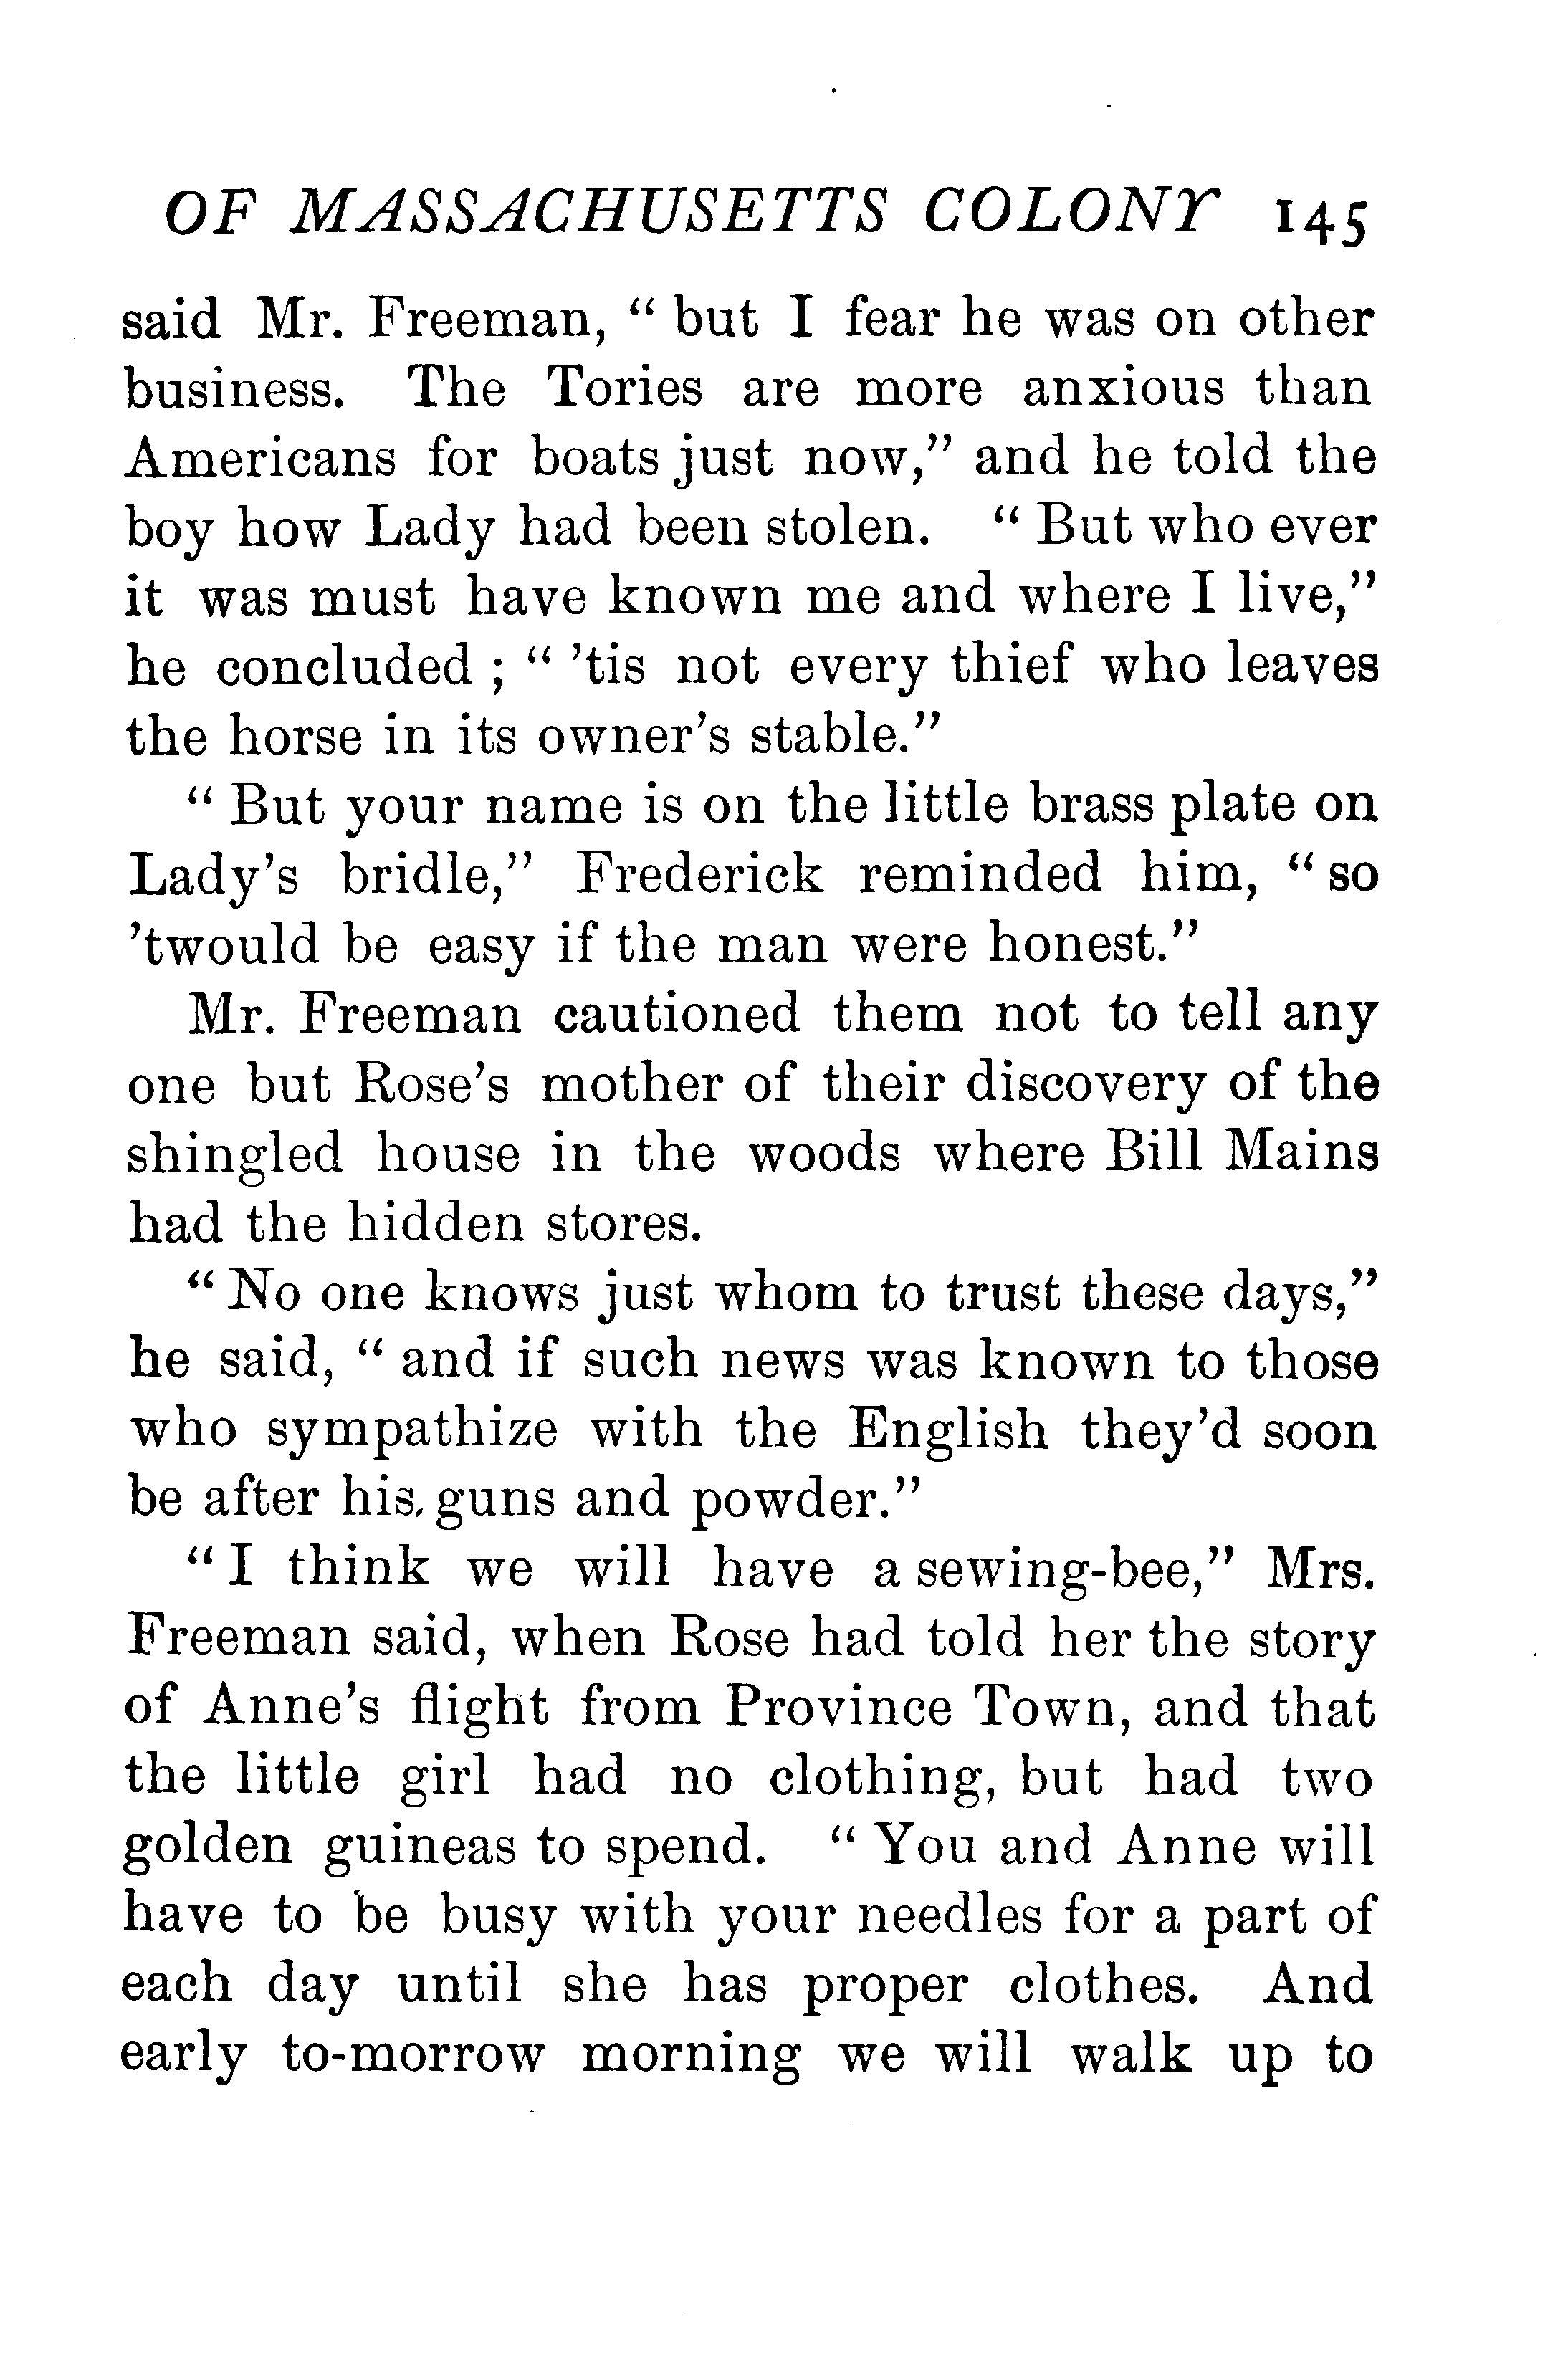 OF MASSACHUSETTS COLONY 145
said Mr. Freeman, “ but I fear he was on other
business. The Tories are more anxious than
Americans for boats just now,” and he told the
boy how Lady had been stolen. “ But who ever
it was must have known me and where I live,”
he concluded ; “ ’tis not every thief who leaves
the horse in its owner’s stable.”
“ But your name is on the little brass plate on
Lady’s bridle,” Frederick reminded him, “ so
’twould be easy if the man were honest.”
Mr. Freeman cautioned them not to tell any
one but Rose’s mother of their discovery of the
shingled house in the woods where Bill Mains
had the hidden stores.
“ No one knows just whom to trust these days,”
he said, “ and if such news was known to those
who sympathize with the English they’d soon
be after his guns and powder.”
“ I think we will have a sewing-bee,” Mrs.
Freeman said, when Rose had told her the story
of Anne’s flight from Province Town, and that
the little girl had no clothing, but had two
golden guineas to spend. “ You and Anne will
have to be busy with your needles for a part of
each day until she has proper clothes. And
early to-morrow morning we will walk up to